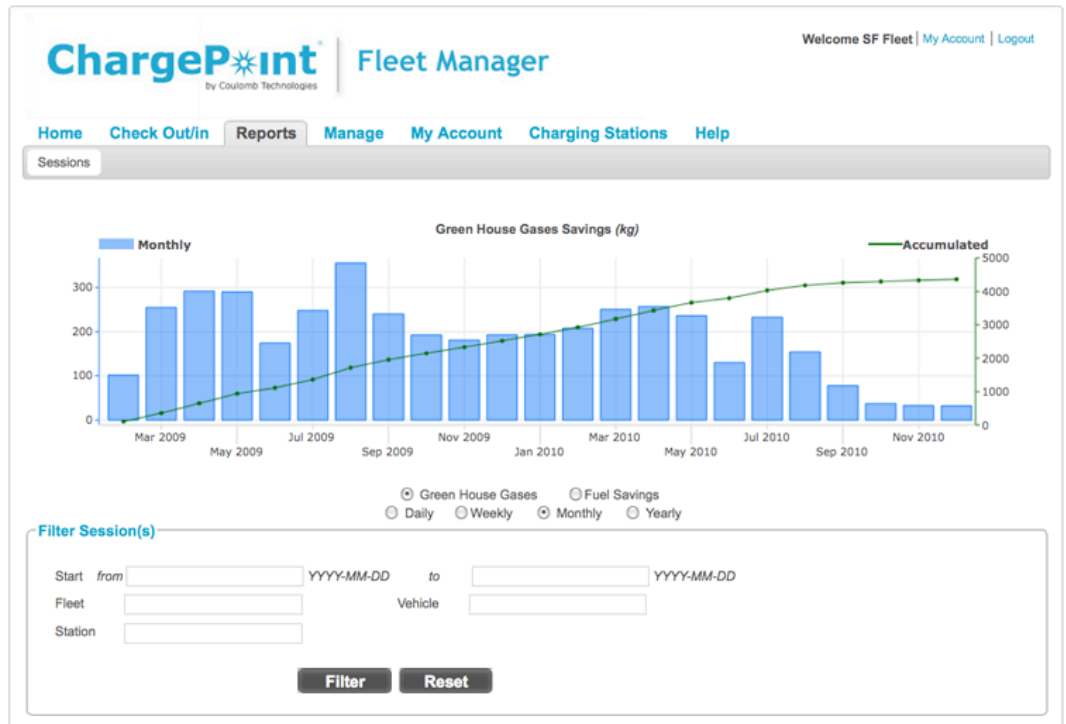 Welcome SF Fleet | My Account | Logout
ChargePoint
by Coulomb Technologies
Fleet Manager
Home Check Out/in Reports Manage My Account Charging Stations Help
Sessions
Green House Gases Savings (kg)
Monthly Accumulated
300
200
100
0
5000
4000
3000
2000
1000
0
Mar 2009 Jul 2009 Nov 2009 Mar 2010 Jul 2010 Nov 2010
May 2009 Sep 2009 Jan 2010 May 2010 Sep 2010
Green House Gases Fuel Savings
Daily Weekly Monthly Yearly
Filter Session(s)
Start from YYYY-MM-DD to YYYY-MM-DD
Fleet Vehicle
Station
Filter Reset